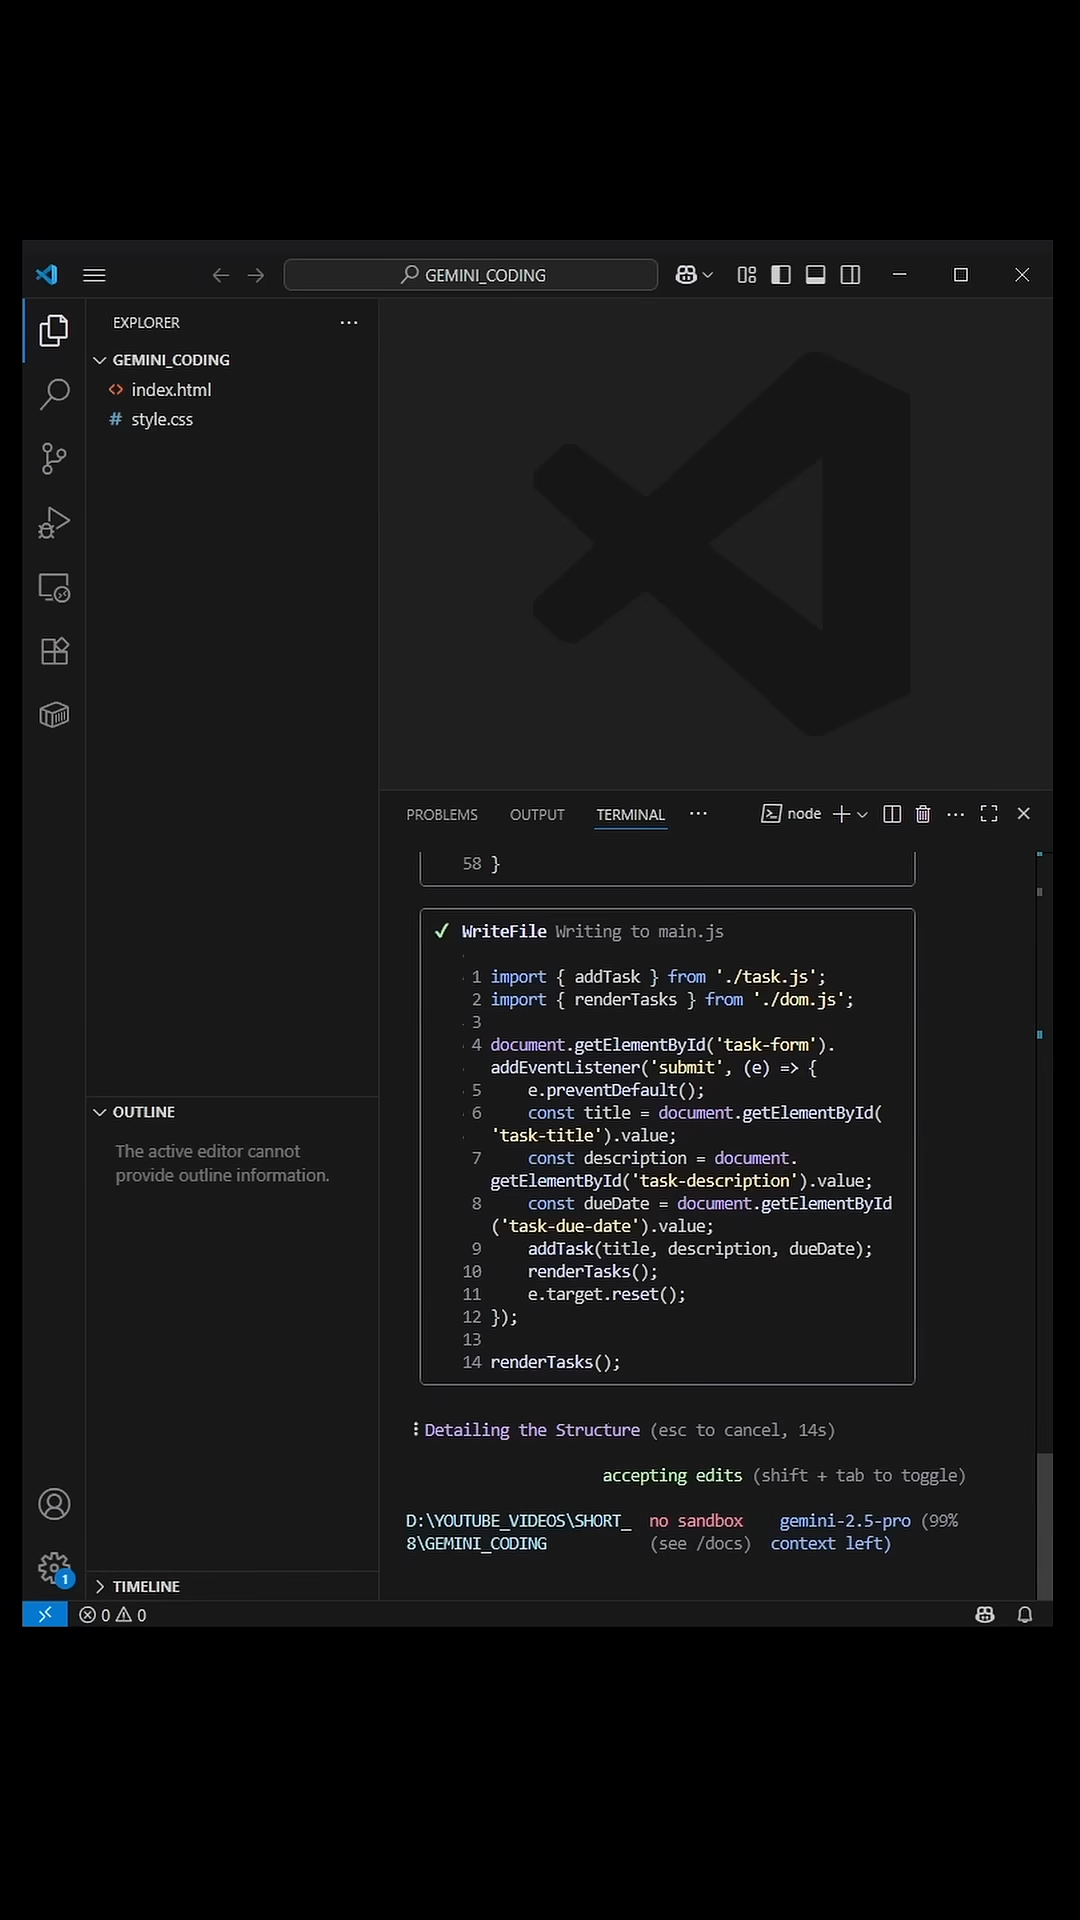 GEMINI_CODING
EXPLORER
GEMINI_CODING
<> index.html
# style.css
OUTLINE
The active editor cannot
provide outline information.
TIMELINE
PROBLEMS OUTPUT TERMINAL ··· node
58 }
✓ WriteFile Writing to main.js
1 import { addTask } from './task.js';
2 import { renderTasks } from './dom.js';
3
4 document.getElementById('task-form').
addEventListener('submit', (e) => {
5 e.preventDefault();
6 const title = document.getElementById(
'task-title').value;
7 const description = document.
getElementById('task-description').value;
8 const dueDate = document.getElementById
('task-due-date').value;
9 addTask(title, description, dueDate);
10 renderTasks();
11 e.target.reset();
12 });
13
14 renderTasks();
Detailing the Structure (esc to cancel, 14s)
accepting edits (shift + tab to toggle)
D:\YOUTUBE_VIDEOS\SHORT_ no sandbox gemini-2.5-pro (99%
8\GEMINI_CODING (see /docs) context left)
1
0 0